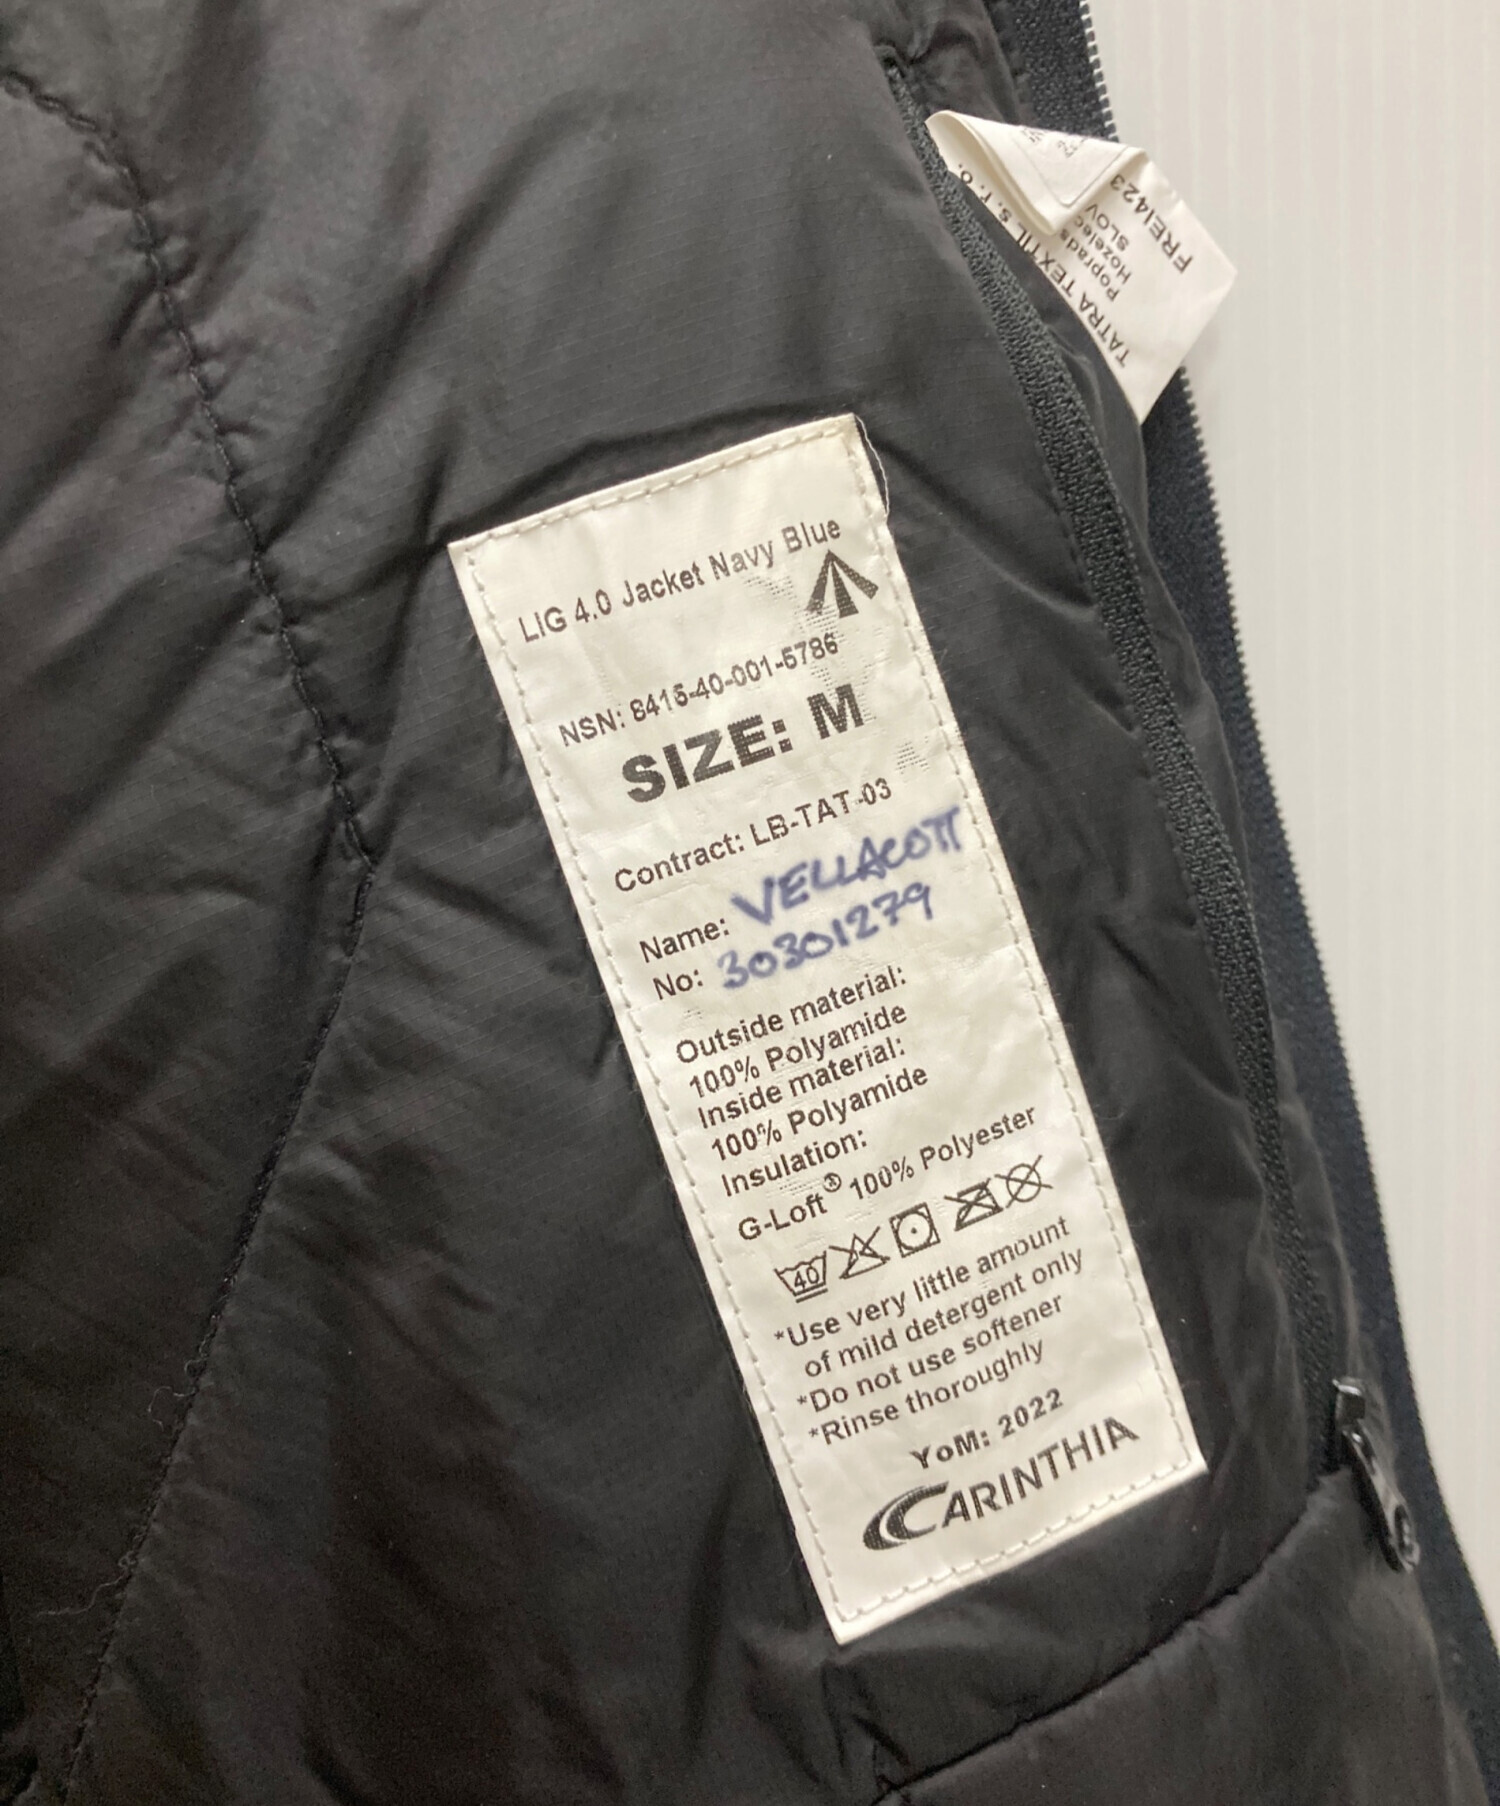 TATRA TEXTIL s. r. o.
Poprads
Hozelec
SLOV
FREI423
LIG 4.0 Jacket Navy Blue
NSN: 8415-40-001-5786
SIZE: M
Contract: LB-TAT-03
Name: VELLACOTT
No: 30301279
Outside material:
100% Polyamide
Inside material:
100% Polyamide
Insulation:
G-Loft® 100% Polyester
40
*Use very little amount
of mild detergent only
*Do not use softener
*Rinse thoroughly
YoM: 2022
CARINTHIA